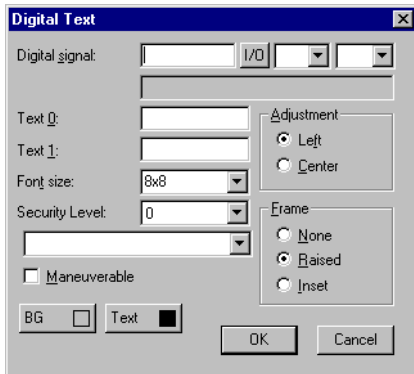 Digital Text
Digital signal:
I/O
Text 0:
Text 1:
Font size: 8x8
Security Level: 0
Maneuverable
BG Text
Adjustment
Left
Center
Frame
None
Raised
Inset
OK Cancel